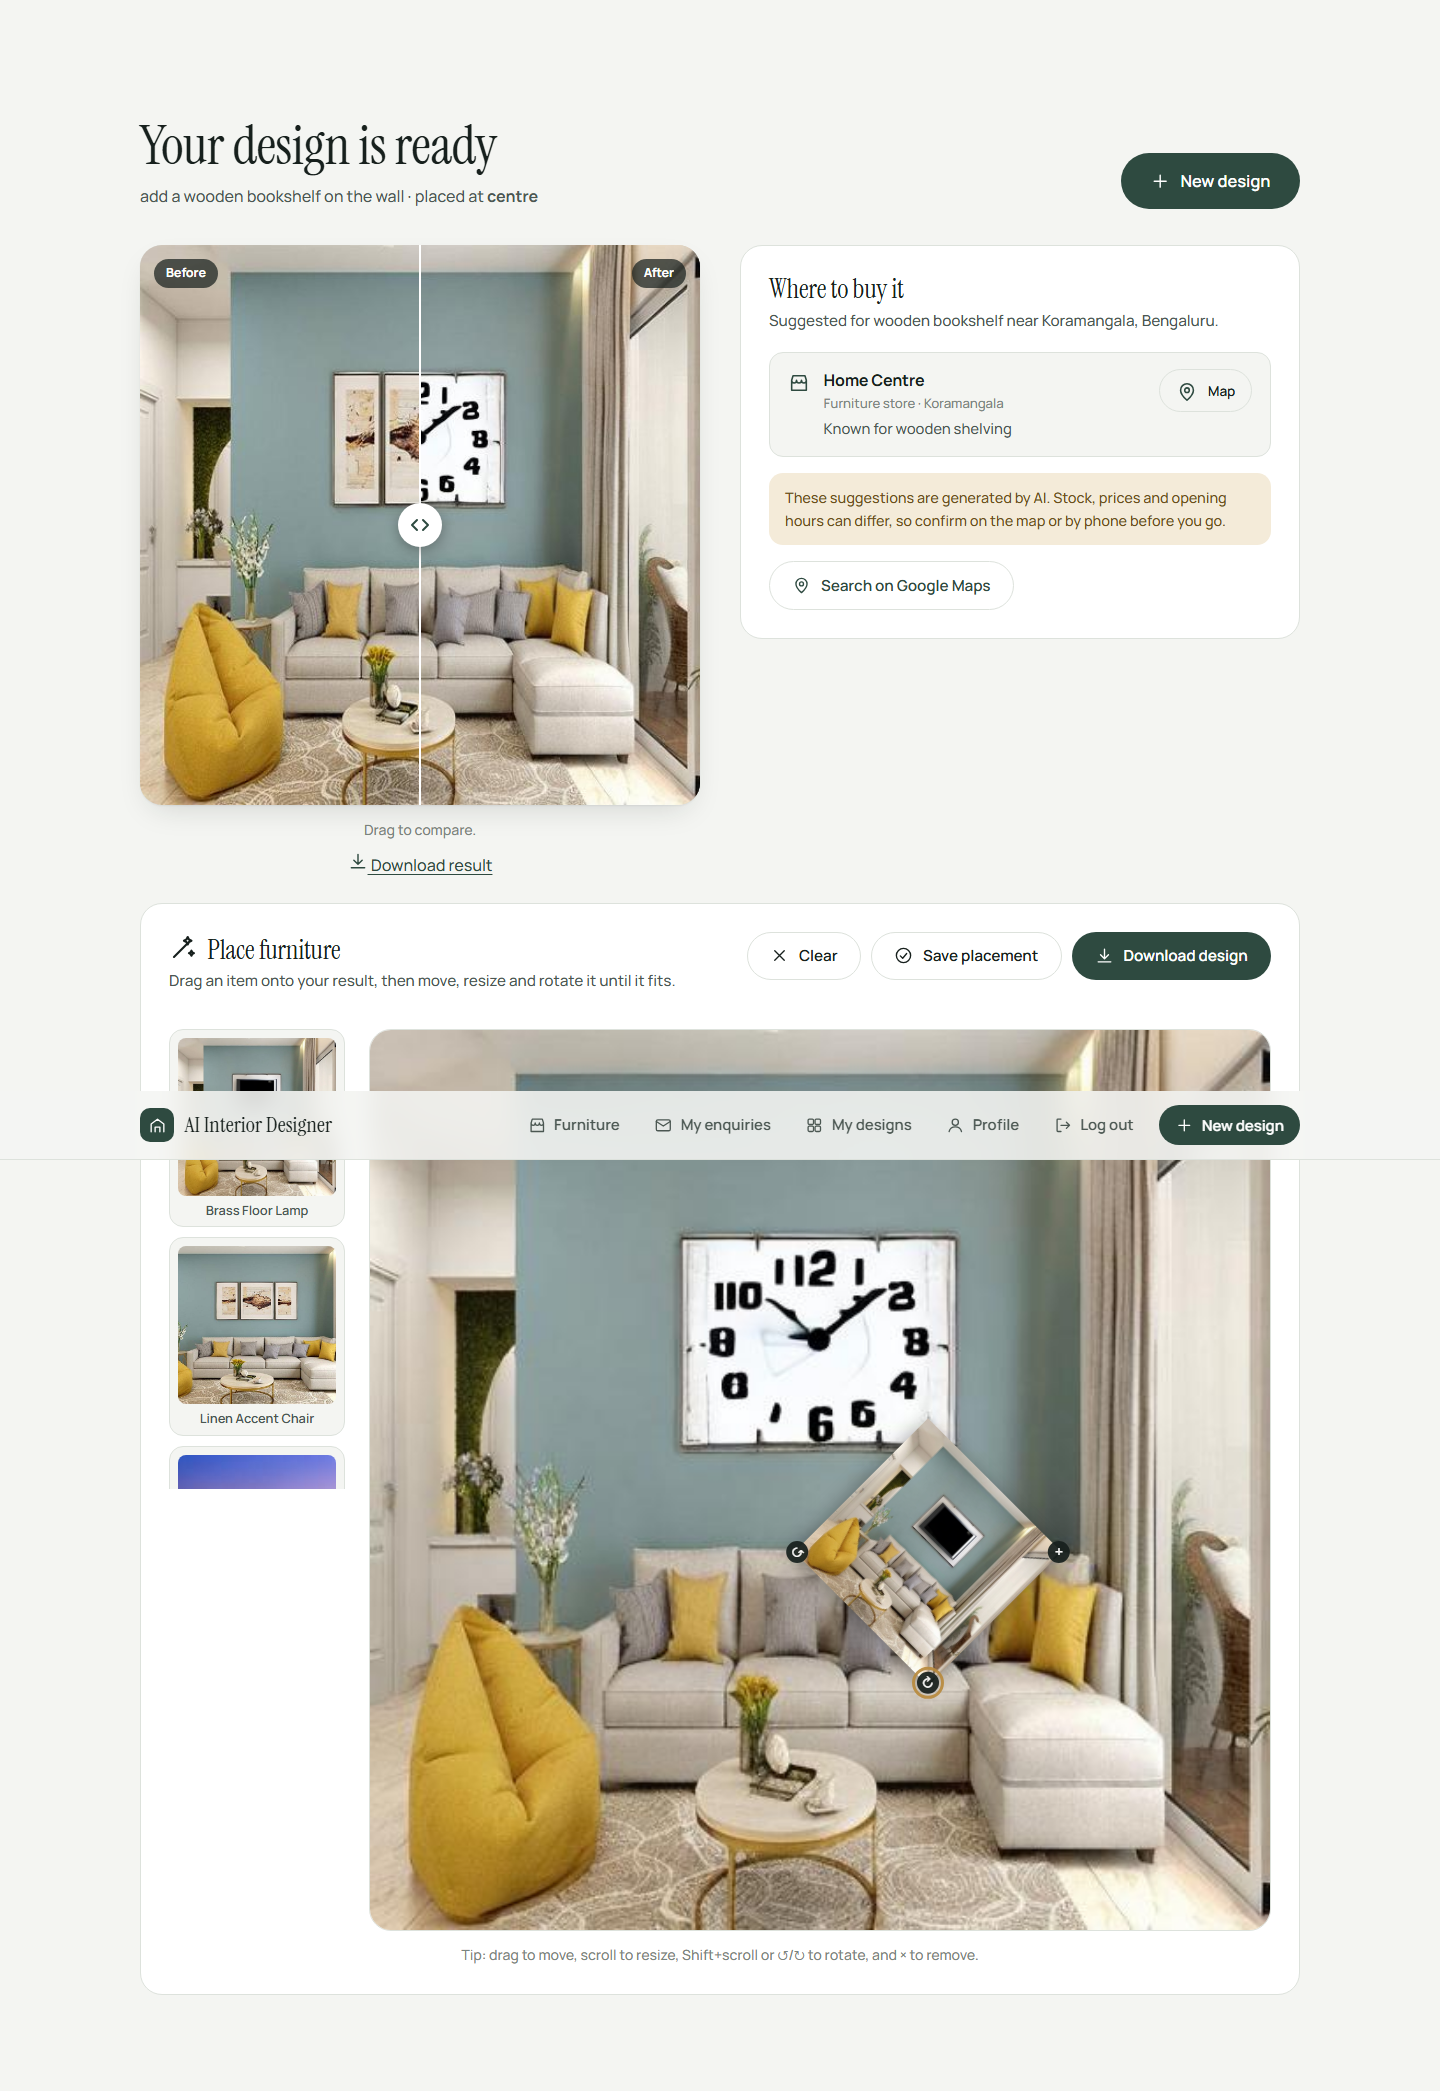 Your design is ready
add a wooden bookshelf on the wall · placed at centre
New design
Before
After
Drag to compare.
Download result
Where to buy it
Suggested for wooden bookshelf near Koramangala, Bengaluru.
Home Centre
Furniture store · Koramangala
Known for wooden shelving
Map
These suggestions are generated by AI. Stock, prices and opening
hours can differ, so confirm on the map or by phone before you go.
Search on Google Maps
Place furniture
Drag an item onto your result, then move, resize and rotate it until it fits.
Clear
Save placement
Download design
AI Interior Designer
Furniture
My enquiries
My designs
Profile
Log out
New design
Brass Floor Lamp
Linen Accent Chair
Tip: drag to move, scroll to resize, Shift+scroll or ↺/↻ to rotate, and × to remove.